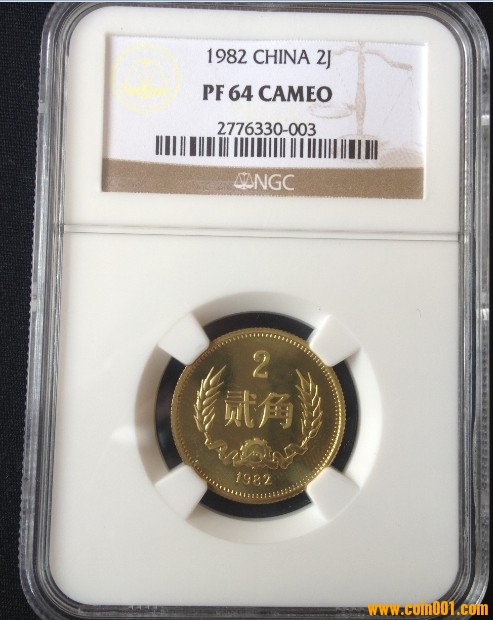 1982 CHINA 2J
PF 64 CAMEO
2776330-003
NGC
2
贰角
1982
www.com001.com